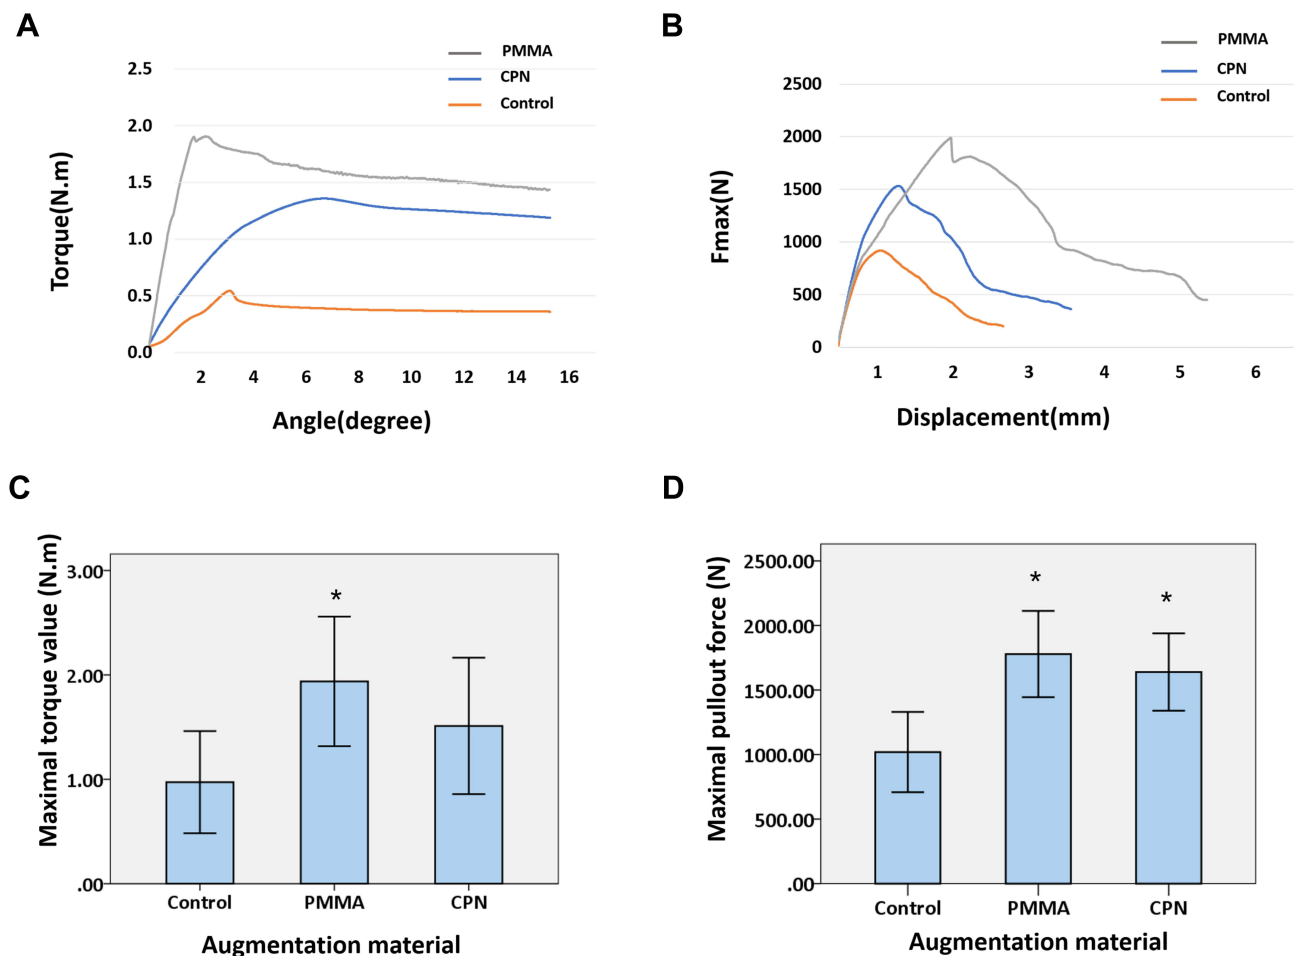 A
PMMA
CPN
Control
2.5
2.0
1.5
1.0
0.5
0.0
Torque(N.m)
2 4 6 8 10 12 14 16
Angle(degree)
B
PMMA
CPN
Control
2500
2000
1500
1000
500
0
Fmax(N)
1 2 3 4 5 6
Displacement(mm)
C
Maximal torque value (N.m)
3.00
2.00
1.00
.00
*
Control PMMA CPN
Augmentation material
D
Maximal pullout force (N)
2500.00
2000.00
1500.00
1000.00
500.00
.00
*
*
Control PMMA CPN
Augmentation material